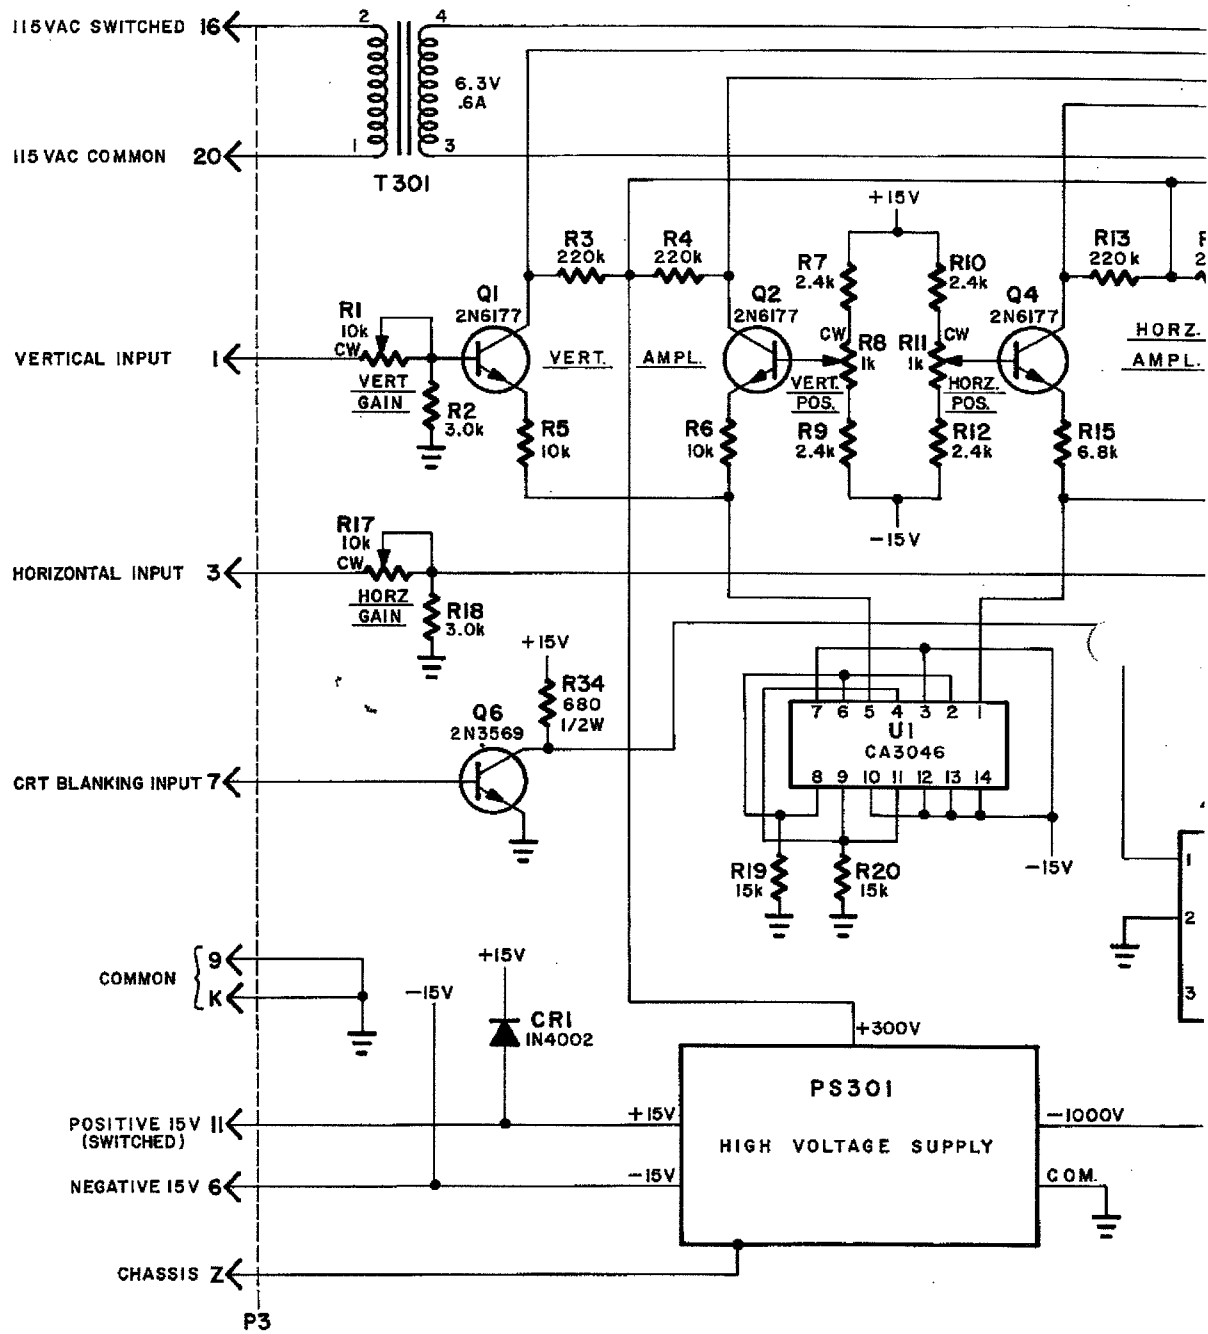 115VAC SWITCHED 16
2
4
6.3V
.6A
115 VAC COMMON 20
1
3
T301
+15V
R3
220k
R4
220k
R7
2.4k
R10
2.4k
R13
220k
Q1
2N6177
Q2
2N6177
Q4
2N6177
R1
10k
CW
VERTICAL INPUT 1
VERT
GAIN
VERT. AMPL.
CW
R8
1k
R11
1k
CW
HORZ.
AMPL.
VERT.
POS.
HORZ.
POS.
R2
3.0k
R5
10k
R6
10k
R9
2.4k
R12
2.4k
R15
6.8k
-15V
R17
10k
CW
HORIZONTAL INPUT 3
HORZ
GAIN
R18
3.0k
+15V
R34
680
1/2W
Q6
2N3569
CRT BLANKING INPUT 7
7 6 5 4 3 2 1
U1
CA3046
8 9 10 11 12 13 14
-15V
R19
15k
R20
15k
1
2
3
COMMON
9
K
+15V
-15V
CR1
1N4002
+300V
PS301
HIGH VOLTAGE SUPPLY
POSITIVE 15V 11
(SWITCHED)
+15V
-1000V
NEGATIVE 15V 6
-15V
COM.
CHASSIS Z
P3